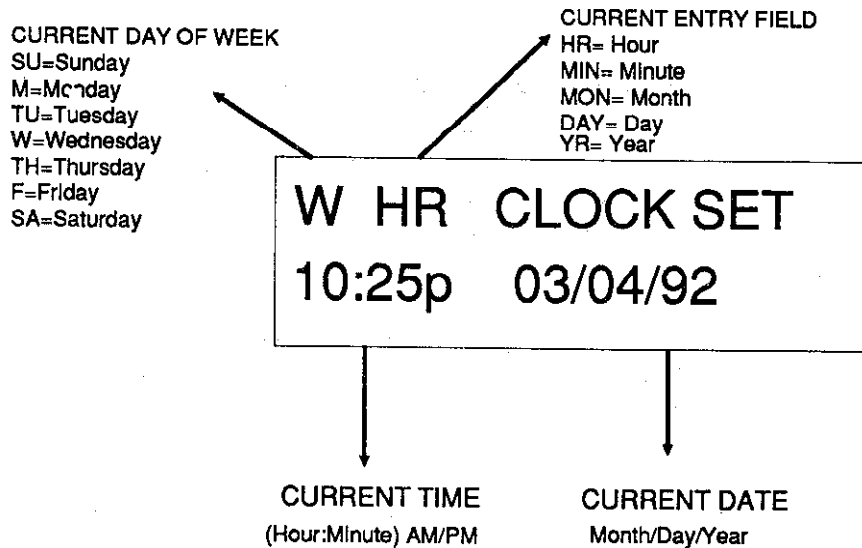 CURRENT DAY OF WEEK
SU=Sunday
M=Monday
TU=Tuesday
W=Wednesday
TH=Thursday
F=Friday
SA=Saturday
CURRENT ENTRY FIELD
HR= Hour
MIN= Minute
MON= Month
DAY= Day
YR= Year
W HR CLOCK SET
10:25p 03/04/92
CURRENT TIME
(Hour:Minute) AM/PM
CURRENT DATE
Month/Day/Year